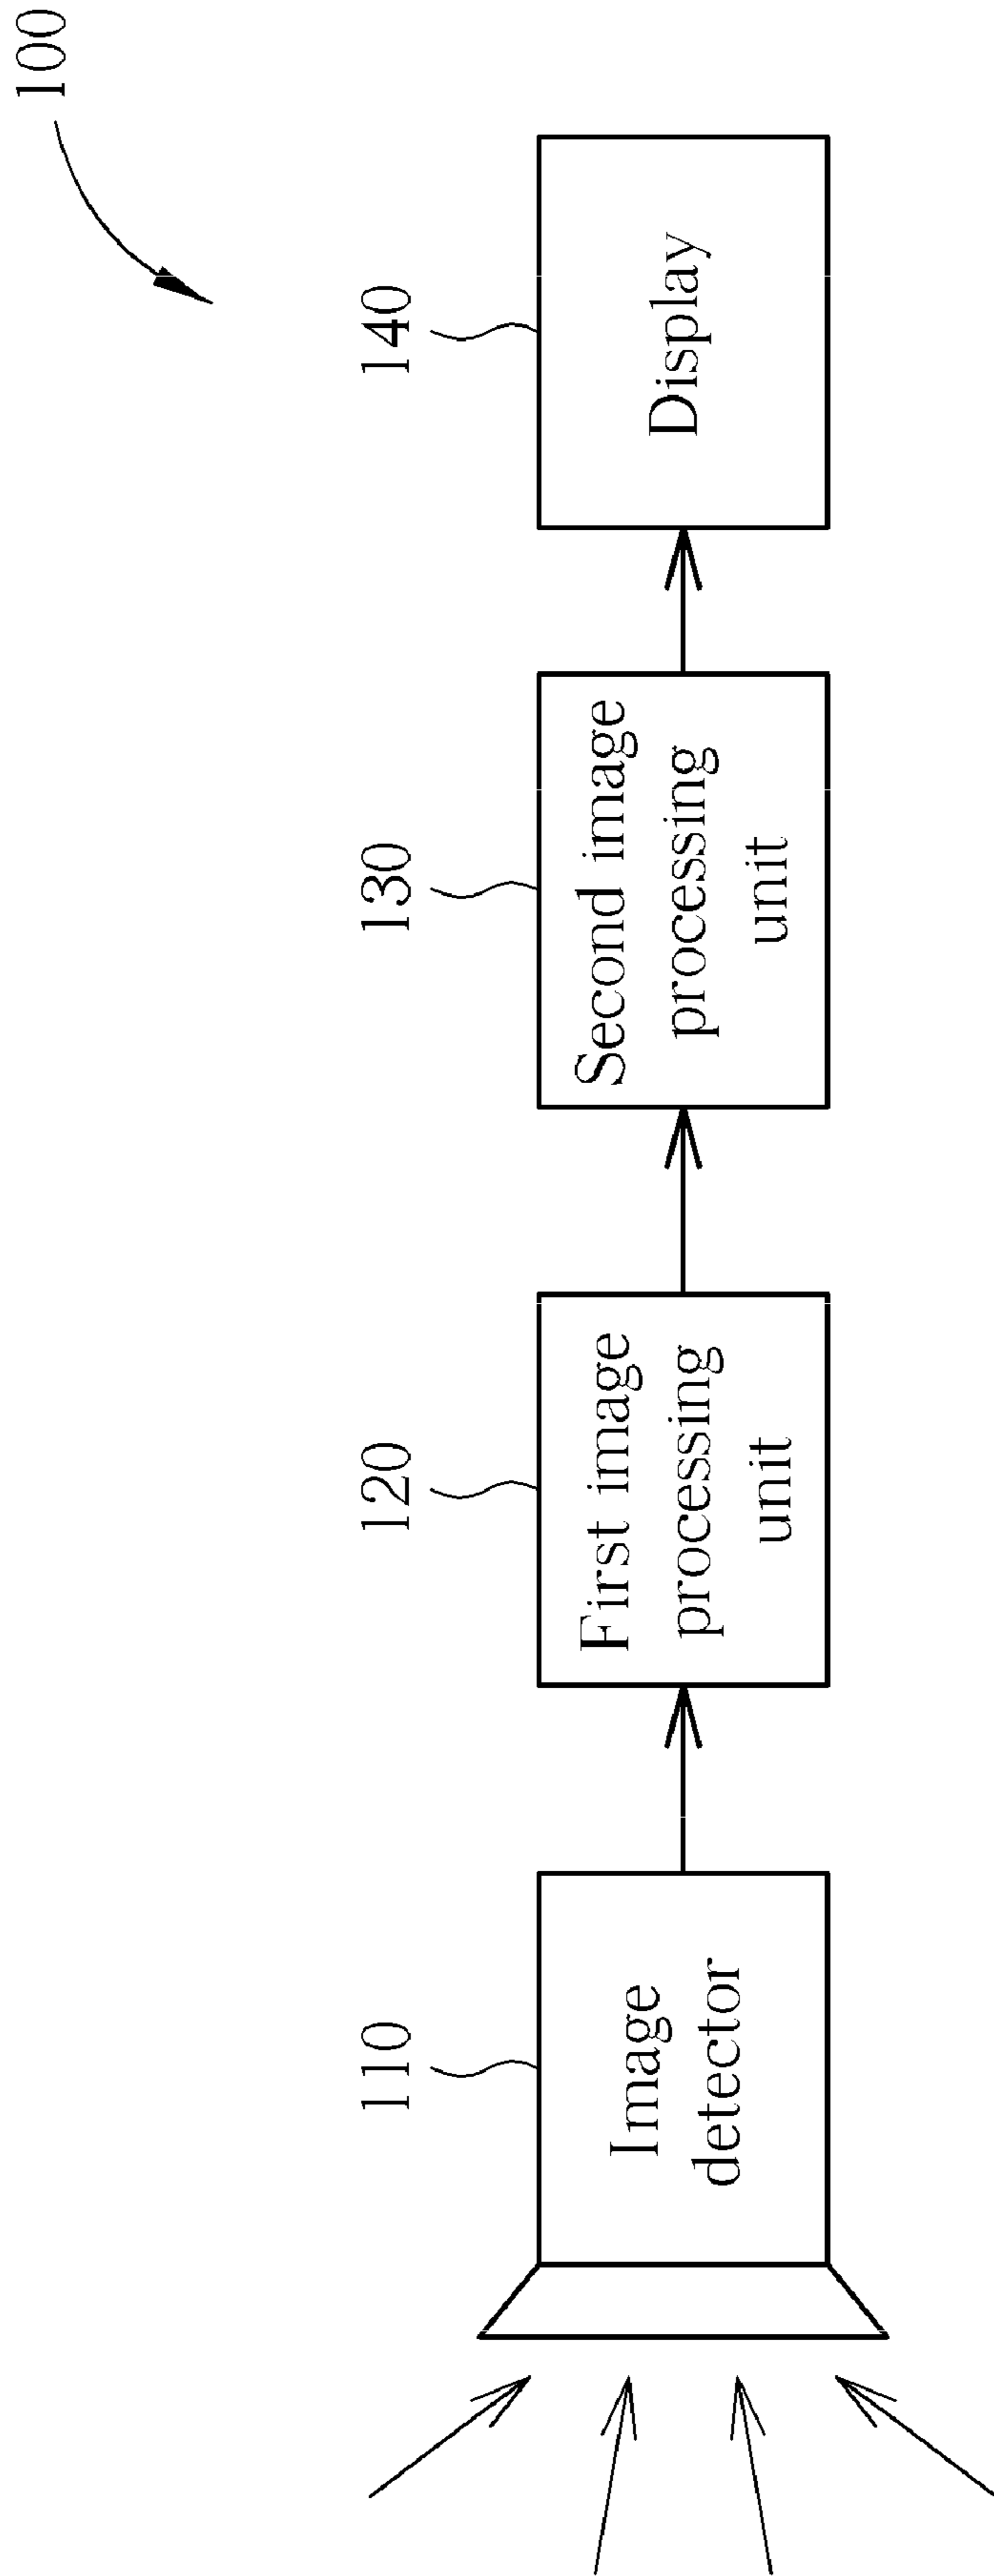 100
110
120
130
140
Image
detector
First image
processing
unit
Second image
processing
unit
Display